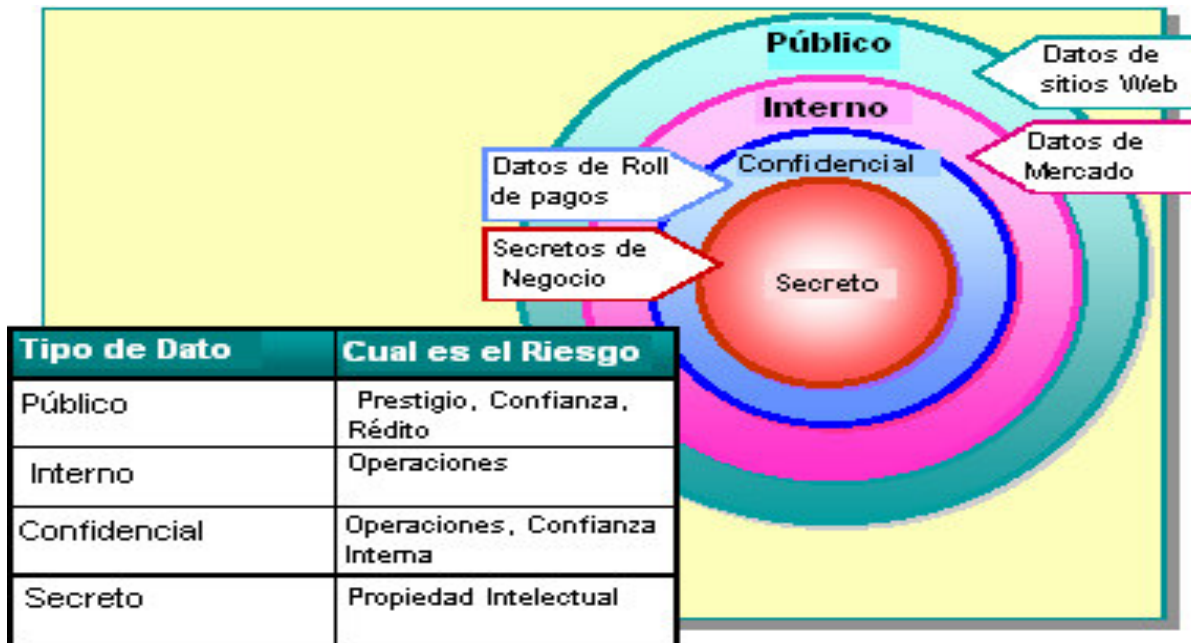 Público
Datos de
sitios Web
Interno
Datos de
Mercado
Confidencial
Datos de Roll
de pagos
Secretos de
Negocio
Secreto
Tipo de Dato Cual es el Riesgo
Público Prestigio, Confianza,
Rédito
Interno Operaciones
Confidencial Operaciones, Confianza
Interna
Secreto Propiedad Intelectual